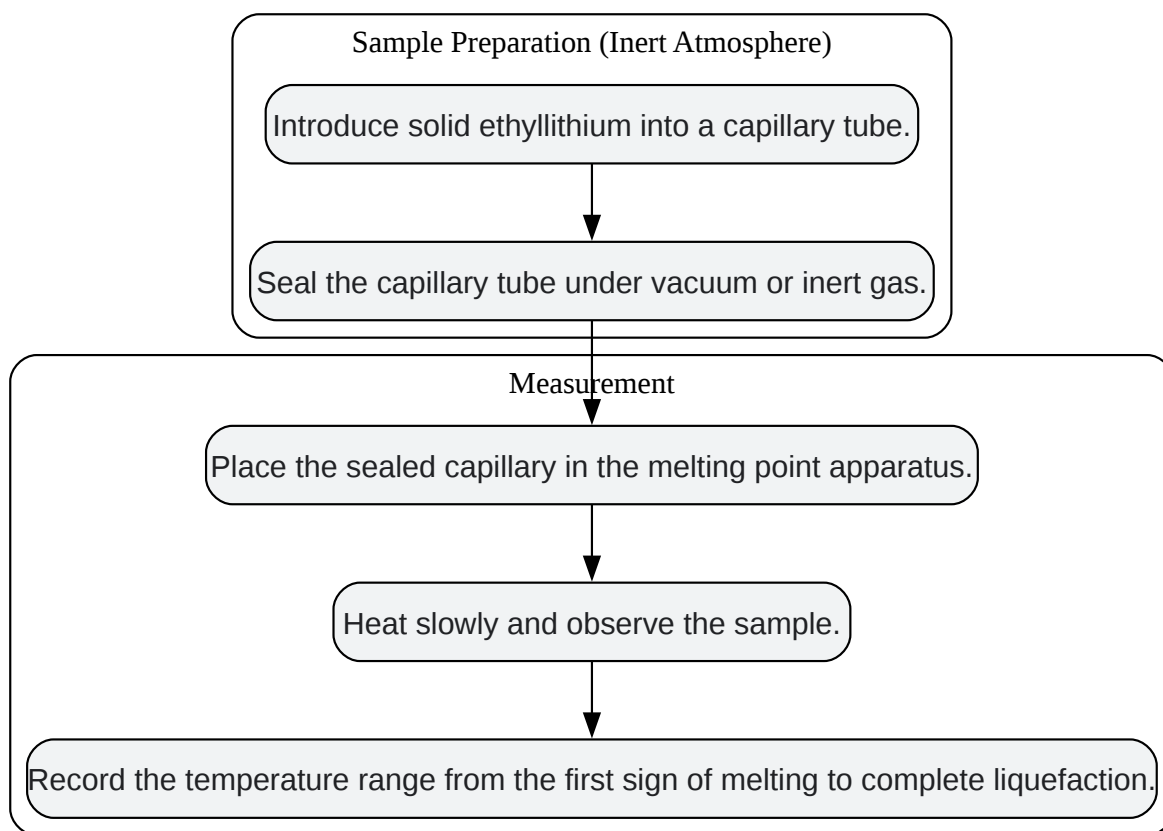 Sample Preparation (Inert Atmosphere)
Introduce solid ethyllithium into a capillary tube.
Seal the capillary tube under vacuum or inert gas.
Measurement
Place the sealed capillary in the melting point apparatus.
Heat slowly and observe the sample.
Record the temperature range from the first sign of melting to complete liquefaction.